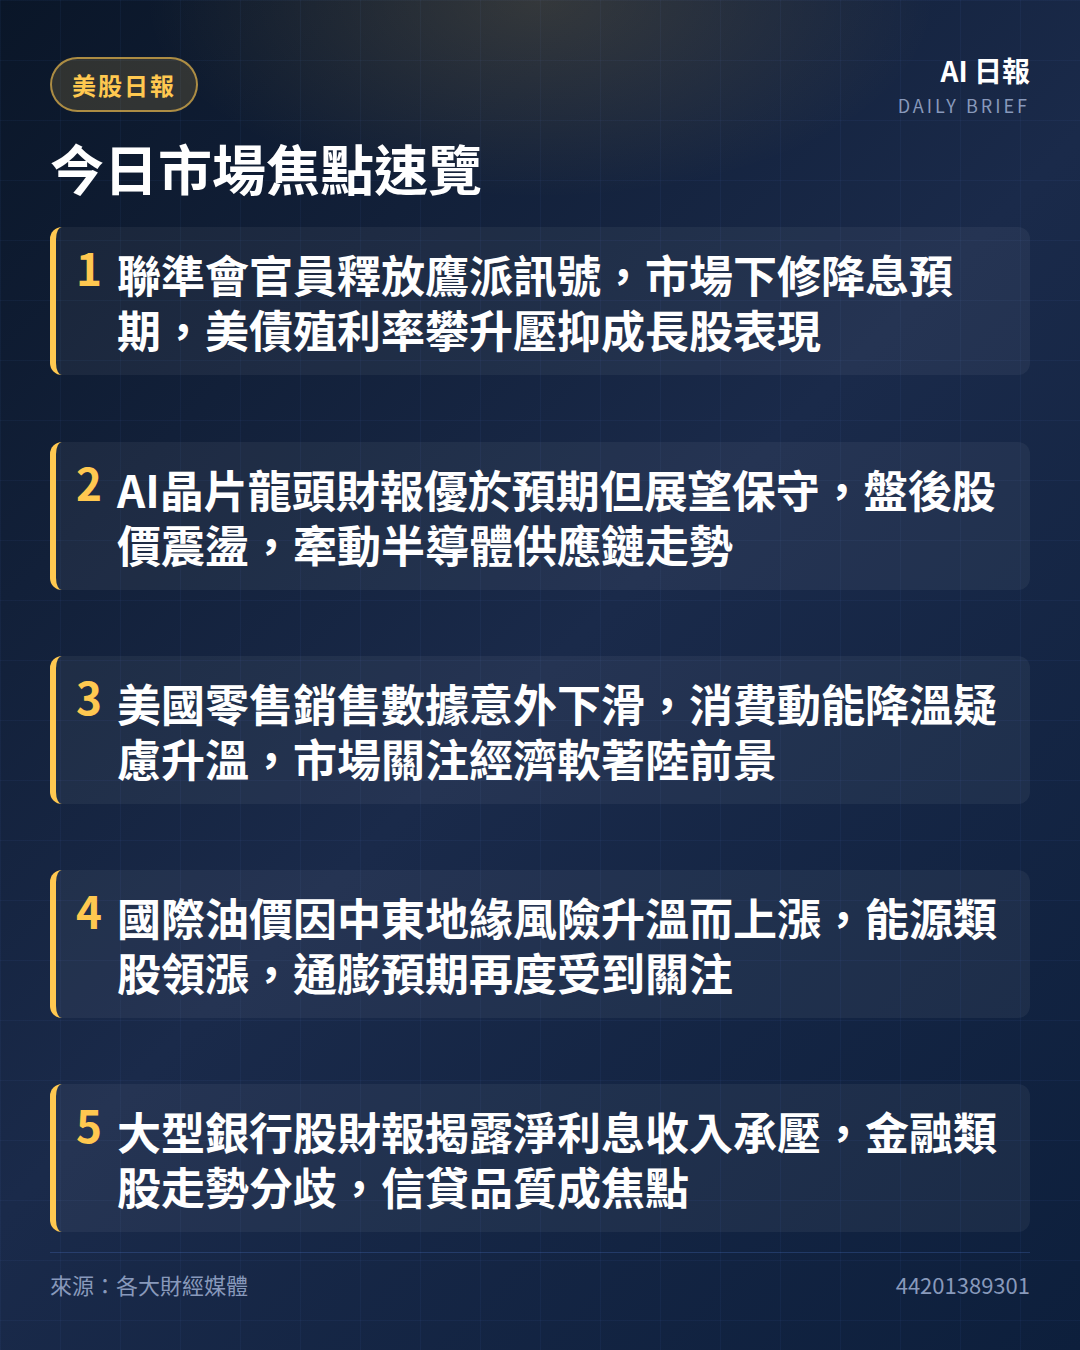 美股日報
AI 日報
DAILY BRIEF
今日市場焦點速覽
1 聯準會官員釋放鷹派訊號，市場下修降息預
期，美債殖利率攀升壓抑成長股表現
2 AI晶片龍頭財報優於預期但展望保守，盤後股
價震盪，牽動半導體供應鏈走勢
3 美國零售銷售數據意外下滑，消費動能降溫疑
慮升溫，市場關注經濟軟著陸前景
4 國際油價因中東地緣風險升溫而上漲，能源類
股領漲，通膨預期再度受到關注
5 大型銀行股財報揭露淨利息收入承壓，金融類
股走勢分歧，信貸品質成焦點
來源：各大財經媒體
44201389301